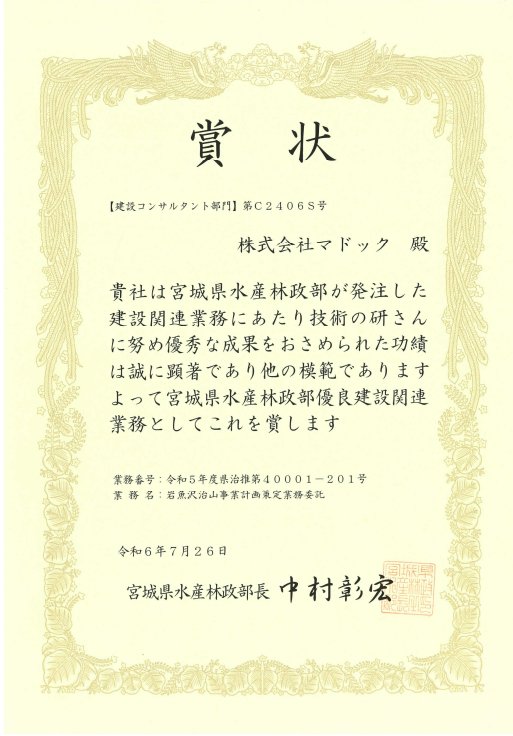 賞 状
【建設コンサルタント部門】第C2406S号
株式会社マドック 殿
貴社は宮城県水産林政部が発注した
建設関連業務にあたり技術の研さん
に努め優秀な成果をおさめられた功績
は誠に顕著であり他の模範であります
よって宮城県水産林政部優良建設関連
業務としてこれを賞します
業務番号：令和5年度県治推第40001-201号
業 務 名：岩魚沢治山事業計画策定業務委託
令和6年7月26日
宮城県水産林政部長 中村彰宏